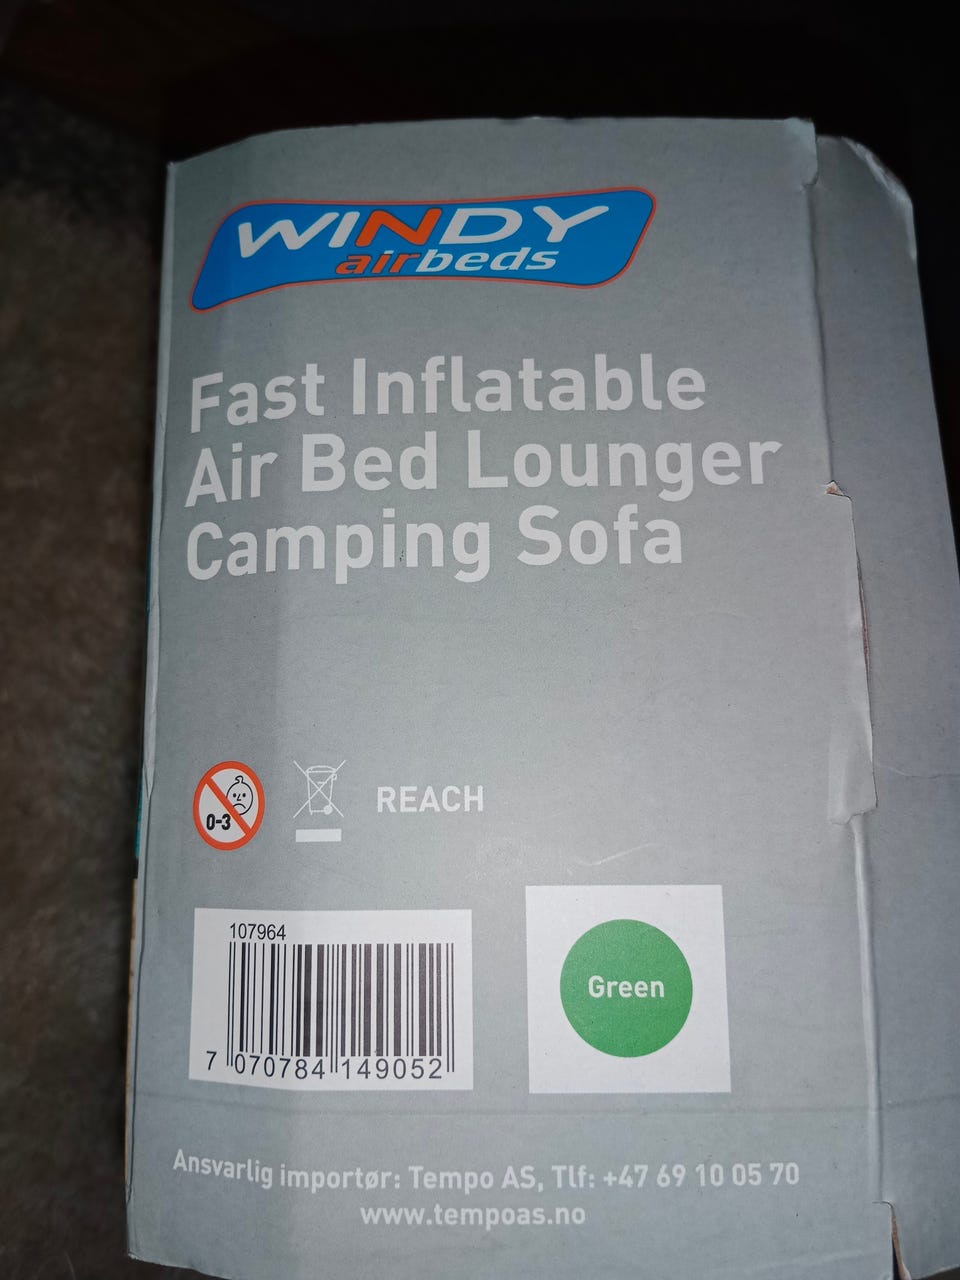 WINDY
airbeds
Fast Inflatable
Air Bed Lounger
Camping Sofa
0-3
REACH
107964
7 070784 149052
Green
Ansvarlig importør: Tempo AS, Tlf: +47 69 10 05 70
www.tempoas.no